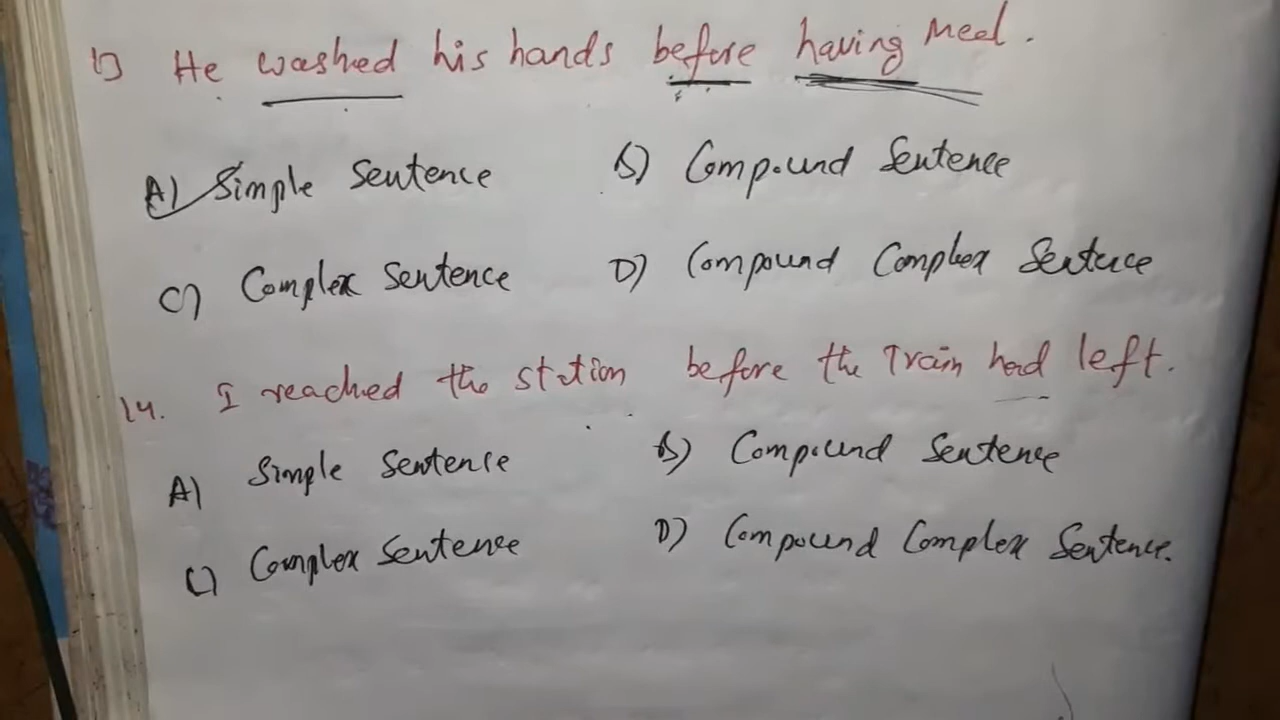 13 He washed his hands before having Meal.
A) Simple Sentence B) Compound Sentence
C) Complex Sentence D) Compound Complex Sentence
14. I reached the station before the Train had left.
A) Simple Sentence B) Compound Sentence
C) Complex Sentence D) Compound Complex Sentence.